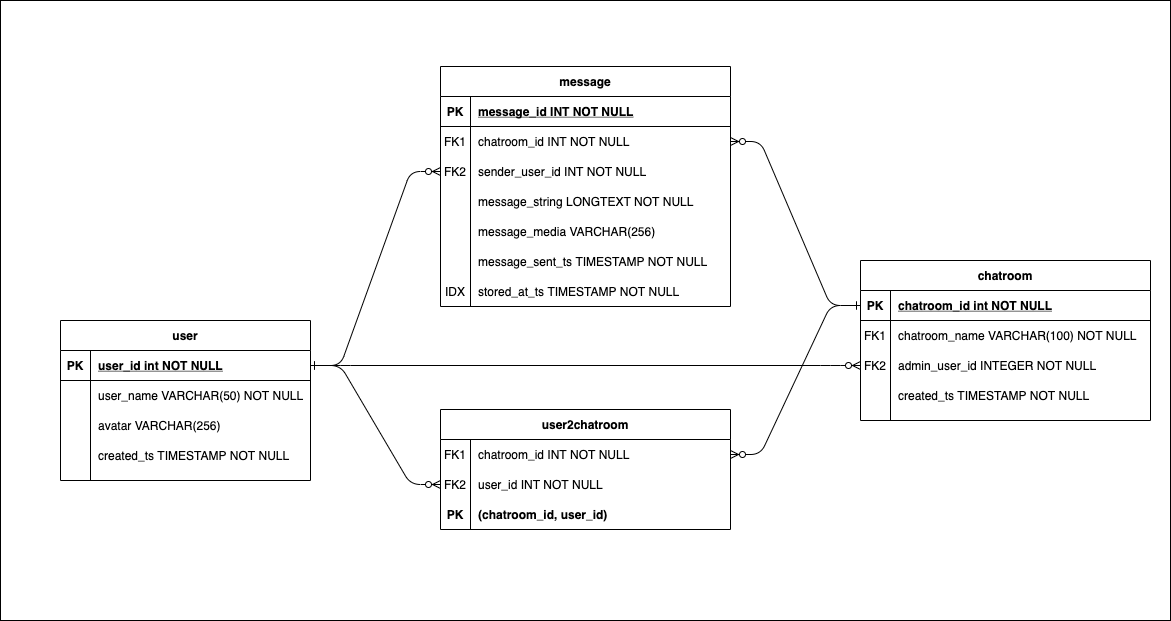 message
PK message_id INT NOT NULL
FK1 chatroom_id INT NOT NULL
FK2 sender_user_id INT NOT NULL
message_string LONGTEXT NOT NULL
message_media VARCHAR(256)
message_sent_ts TIMESTAMP NOT NULL
IDX stored_at_ts TIMESTAMP NOT NULL
user
PK user_id int NOT NULL
user_name VARCHAR(50) NOT NULL
avatar VARCHAR(256)
created_ts TIMESTAMP NOT NULL
user2chatroom
FK1 chatroom_id INT NOT NULL
FK2 user_id INT NOT NULL
PK (chatroom_id, user_id)
chatroom
PK chatroom_id int NOT NULL
FK1 chatroom_name VARCHAR(100) NOT NULL
FK2 admin_user_id INTEGER NOT NULL
created_ts TIMESTAMP NOT NULL